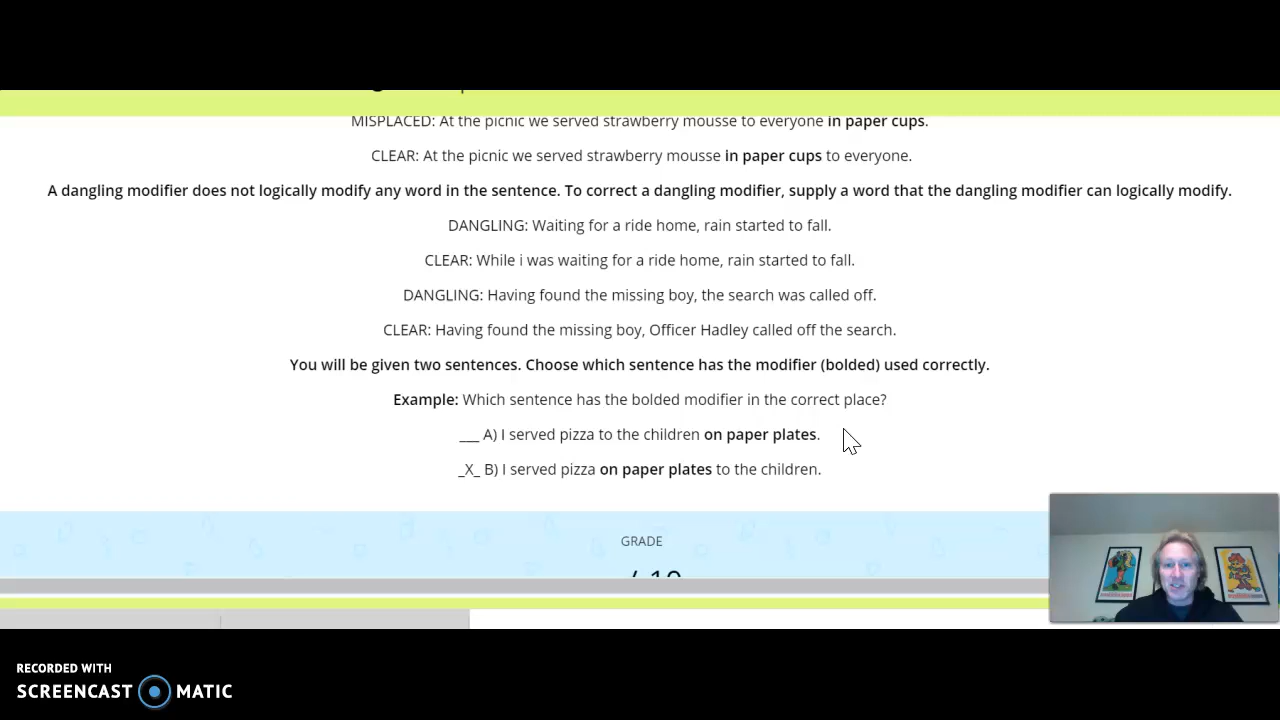 MISPLACED: At the picnic we served strawberry mousse to everyone in paper cups.
CLEAR: At the picnic we served strawberry mousse in paper cups to everyone.
A dangling modifier does not logically modify any word in the sentence. To correct a dangling modifier, supply a word that the dangling modifier can logically modify.
DANGLING: Waiting for a ride home, rain started to fall.
CLEAR: While i was waiting for a ride home, rain started to fall.
DANGLING: Having found the missing boy, the search was called off.
CLEAR: Having found the missing boy, Officer Hadley called off the search.
You will be given two sentences. Choose which sentence has the modifier (bolded) used correctly.
Example: Which sentence has the bolded modifier in the correct place?
___ A) I served pizza to the children on paper plates.
_X_ B) I served pizza on paper plates to the children.
GRADE
/ 10
RECORDED WITH
SCREENCAST MATIC